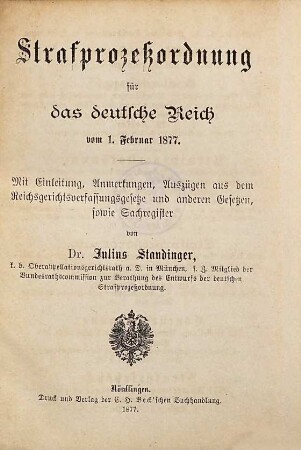 Strafprozeßordnung
für
das deutsche Reich
vom 1. Februar 1877.
Mit Einleitung, Anmerkungen, Auszügen aus dem
Reichsgerichtsverfassungsgesetze und anderen Gesetzen,
sowie Sachregister
von
Dr. Julius Staudinger,
k. b. Oberappellationsgerichtsrath a. D. in München, s. Z. Mitglied der
Bundesrathscommission zur Berathung des Entwurfs der deutschen
Strafprozeßordnung.
Nördlingen.
Druck und Verlag der C. H. Beck'schen Buchhandlung.
1877.